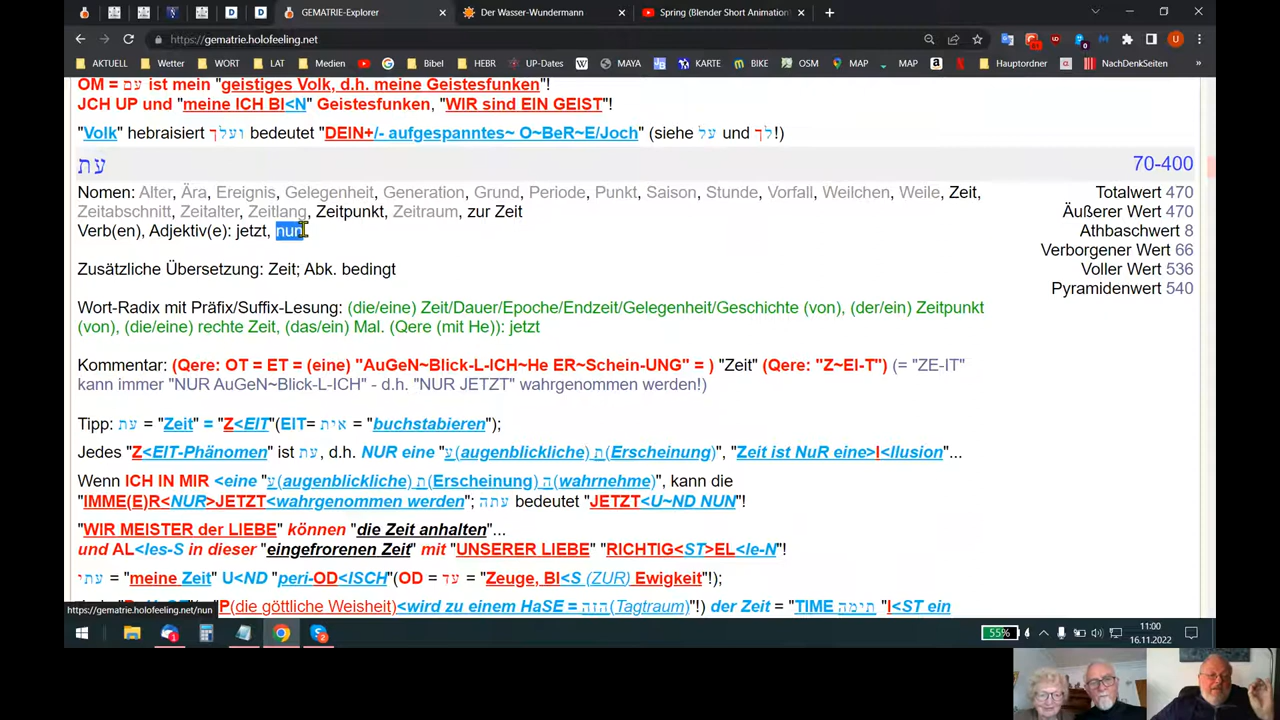 GEMATRIE-Explorer
Der Wasser-Wundermann
Spring (Blender Short Animation
https://gematrie.holofeeling.net
AKTUELL Wetter WORT LAT Medien Bibel HEBR UP-Dates MAYA KARTE BIKE OSM MAP MAP Hauptordner NachDenkSeiten
OM = עם ist mein "geistiges Volk, d.h. meine Geistesfunken"!
JCH UP und "meine ICH BI<N" Geistesfunken, "WIR sind EIN GEIST"!
"Volk" hebraisiert ועלך bedeutet "DEIN+/- aufgespanntes~ O~BeR~E/Joch" (siehe על und לך!)
עת 70-400
Nomen: Alter, Ära, Ereignis, Gelegenheit, Generation, Grund, Periode, Punkt, Saison, Stunde, Vorfall, Weilchen, Weile, Zeit,
Zeitabschnitt, Zeitalter, Zeitlang, Zeitpunkt, Zeitraum, zur Zeit
Verb(en), Adjektiv(e): jetzt, nun
Totalwert 470
Äußerer Wert 470
Athbaschwert 8
Verborgener Wert 66
Voller Wert 536
Pyramidenwert 540
Zusätzliche Übersetzung: Zeit; Abk. bedingt
Wort-Radix mit Präfix/Suffix-Lesung: (die/eine) Zeit/Dauer/Epoche/Endzeit/Gelegenheit/Geschichte (von), (der/ein) Zeitpunkt
(von), (die/eine) rechte Zeit, (das/ein) Mal. (Qere (mit He)): jetzt
Kommentar: (Qere: OT = ET = (eine) "AuGeN~Blick-L-ICH~He ER~Schein-UNG" = ) "Zeit" (Qere: "Z~EI-T") (= "ZE-IT"
kann immer "NUR AuGeN~Blick-L-ICH" - d.h. "NUR JETZT" wahrgenommen werden!)
Tipp: עת = "Zeit" = "Z<EIT"(EIT= אית = "buchstabieren");
Jedes "Z<EIT-Phänomen" ist עת, d.h. NUR eine "ע(augenblickliche) ת(Erscheinung)", "Zeit ist NuR eine>I<llusion"...
Wenn ICH IN MIR <eine "ע(augenblickliche) ת(Erscheinung) ה(wahrnehme)", kann die
"IMME(E)R<NUR>JETZT<wahrgenommen werden"; עתה bedeutet "JETZT<U~ND NUN"!
"WIR MEISTER der LIEBE" können "die Zeit anhalten"...
und AL<les-S in dieser "eingefrorenen Zeit" mit "UNSERER LIEBE" "RICHTIG<ST>EL<le-N"!
עתי = "meine Zeit" U<ND "peri-OD<ISCH"(OD = עד = "Zeuge, BI<S (ZUR) Ewigkeit"!);
"P(die göttliche Weisheit)<wird zu einem HaSE = הזה(Tagtraum)"!) der Zeit = "TIME תימה "I<ST ein
https://gematrie.holofeeling.net/nun
55%
11:00
16.11.2022